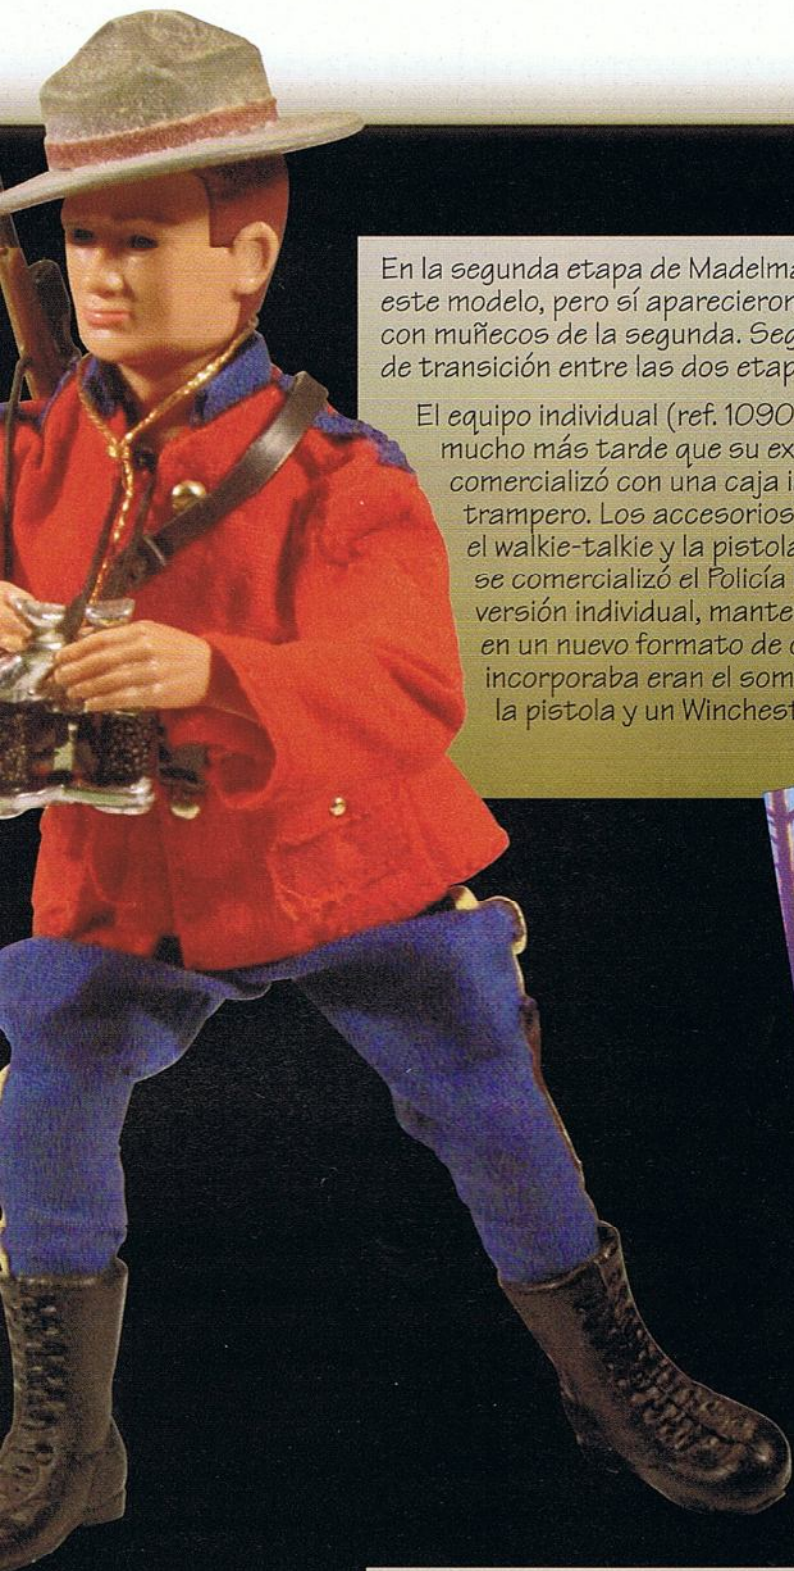 En la segunda etapa de Madelma
este modelo, pero sí aparecieron
con muñecos de la segunda. Seg
de transición entre las dos etap
El equipo individual (ref. 1090
mucho más tarde que su ex
comercializó con una caja i
trampero. Los accesorios
el walkie-talkie y la pistola
se comercializó el Policía
versión individual, mante
en un nuevo formato de c
incorporaba eran el som
la pistola y un Winchest